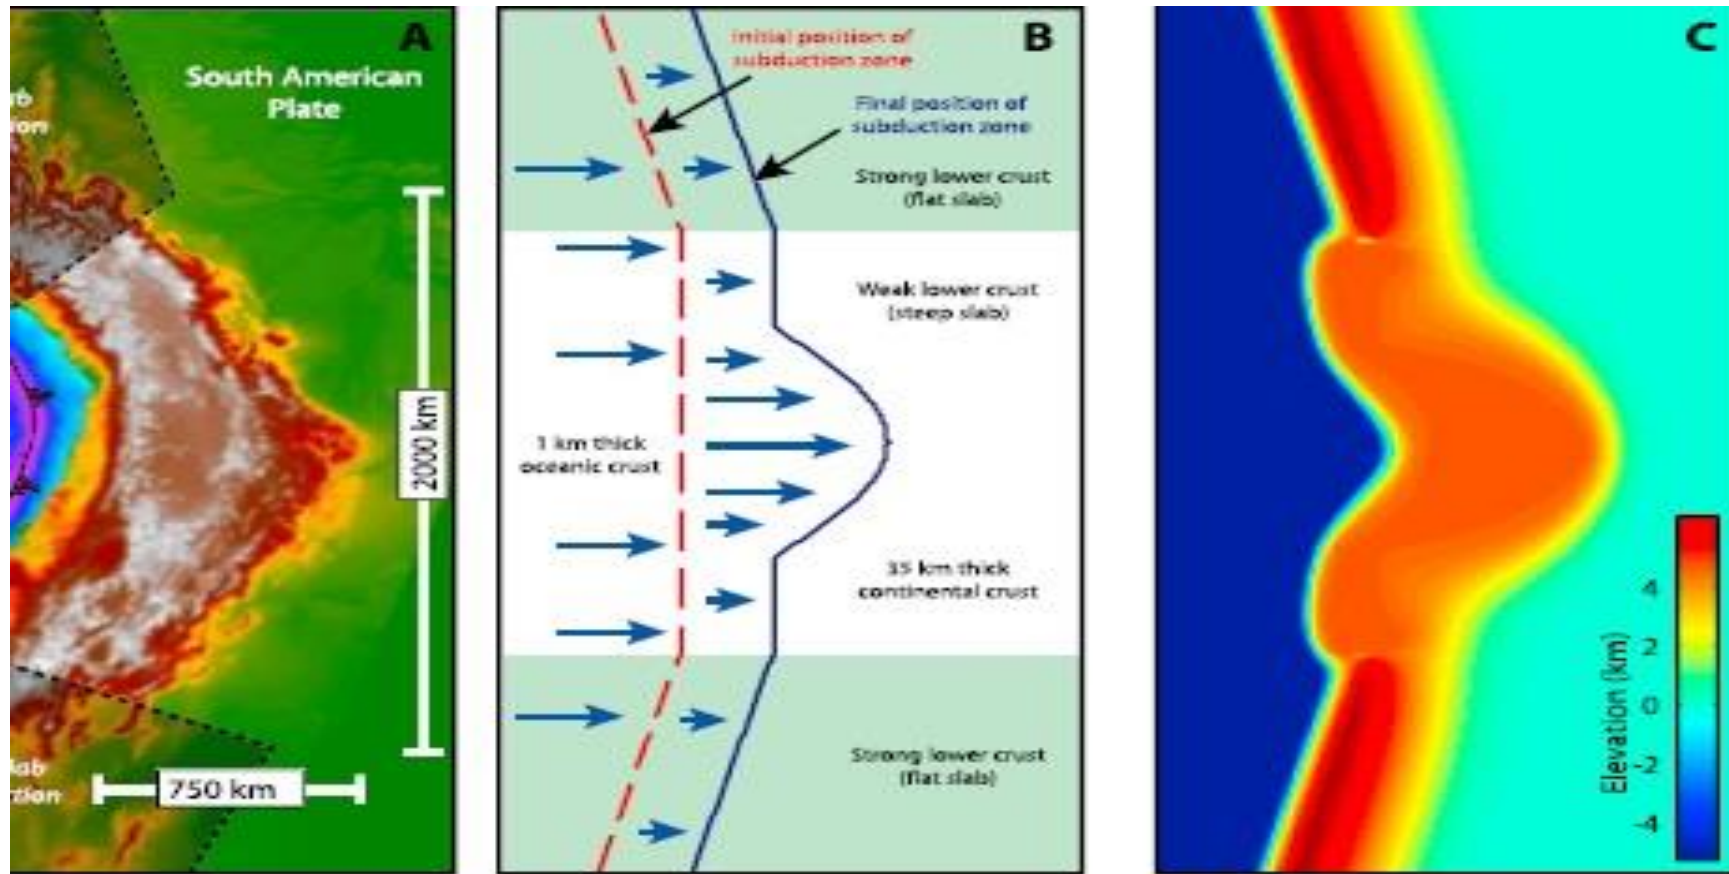 A
South American
Plate
2000 km
750 km
B
Initial position of
subduction zone
Final position of
subduction zone
Strong lower crust
(flat slab)
Weak lower crust
(steep slab)
1 km thick
oceanic crust
35 km thick
continental crust
Strong lower crust
(flat slab)
C
Elevation (km)
4
2
0
-2
-4